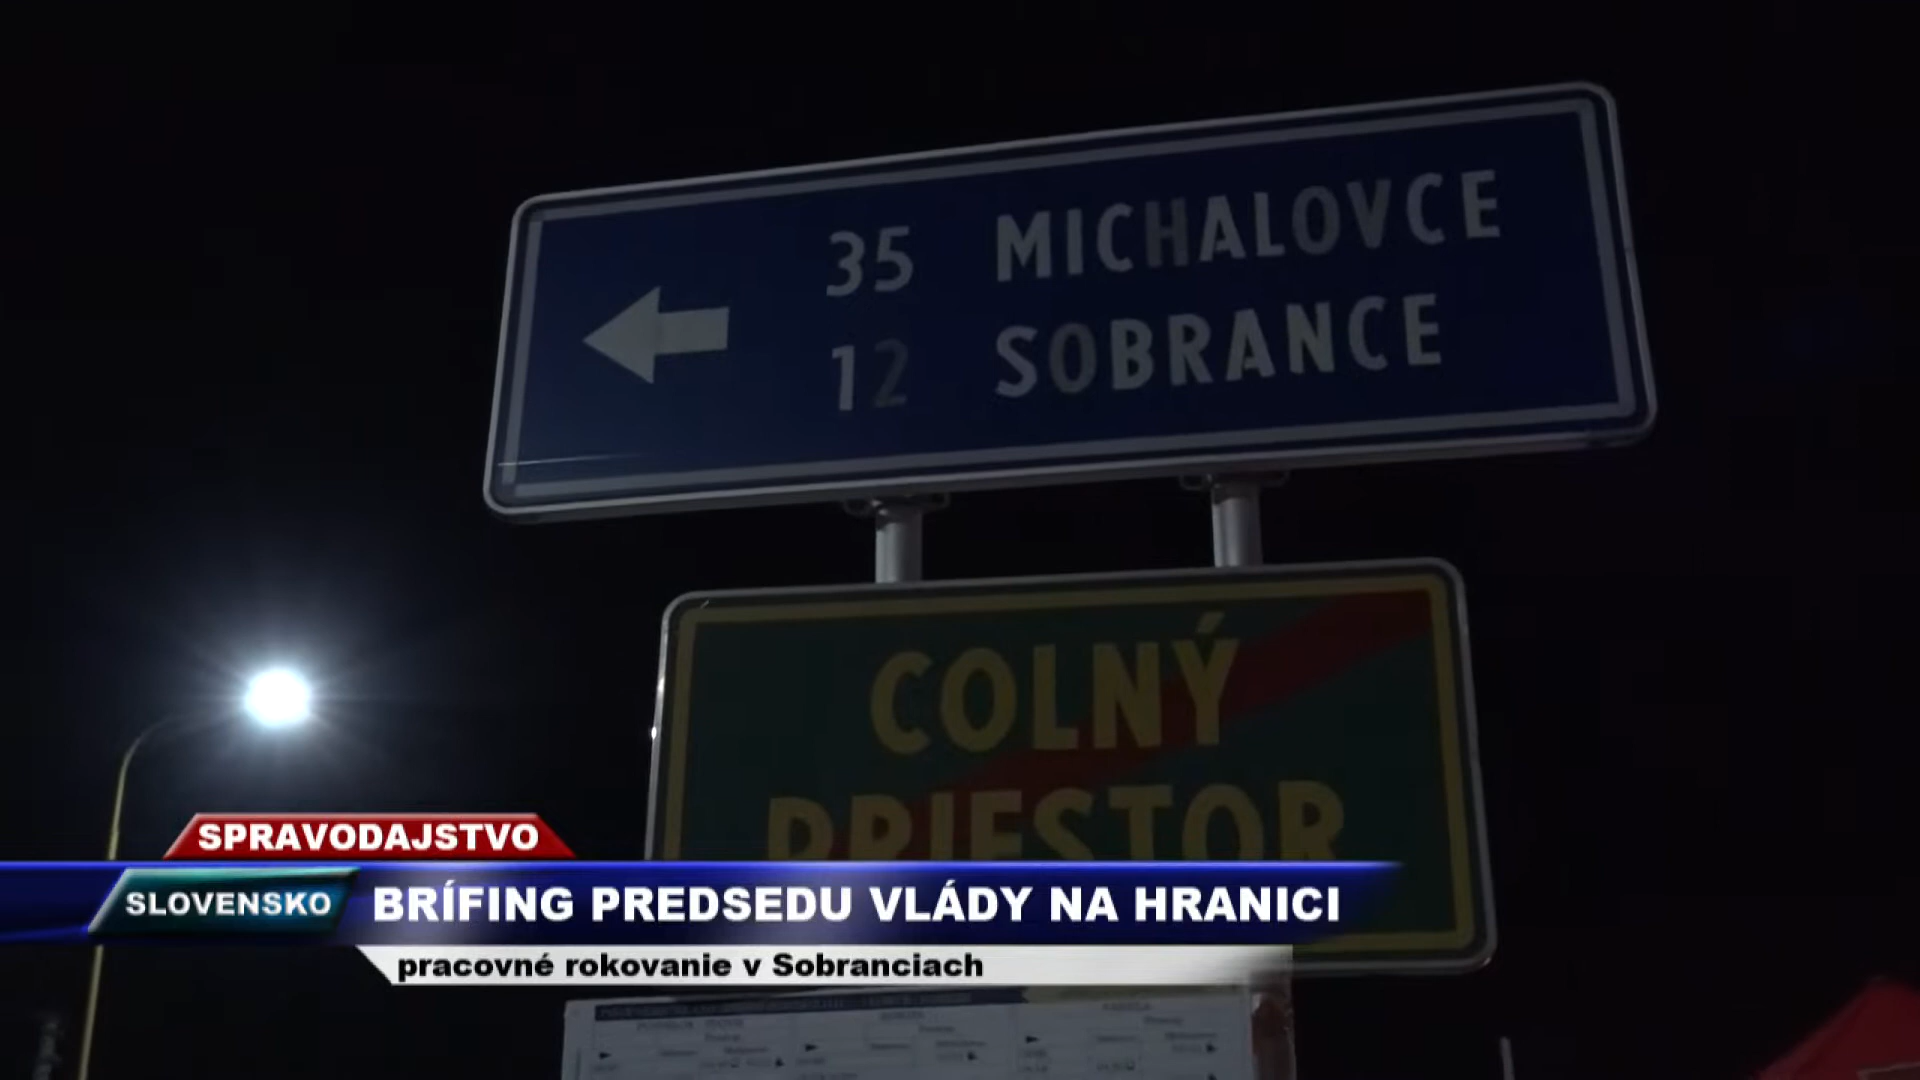 35 MICHALOVCE
12 SOBRANCE
COLNÝ
PRIESTOR
SPRAVODAJSTVO
SLOVENSKO
BRÍFING PREDSEDU VLÁDY NA HRANICI
pracovné rokovanie v Sobranciach